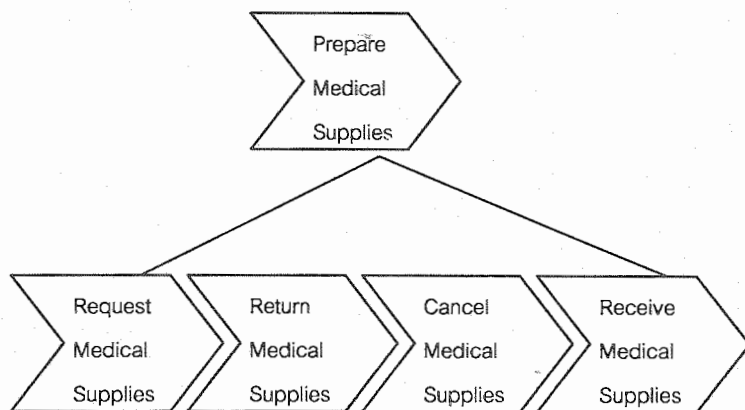 Prepare
Medical
Supplies
Request
Medical
Supplies
Return
Medical
Supplies
Cancel
Medical
Supplies
Receive
Medical
Supplies